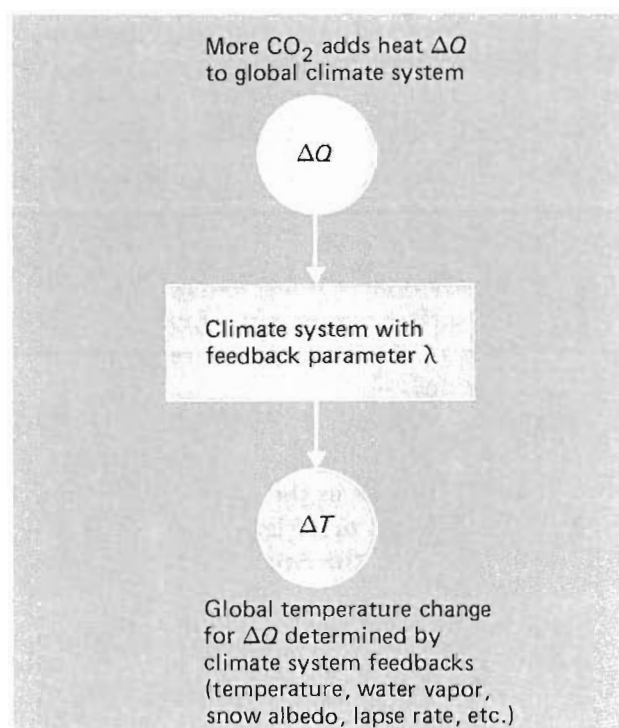 More CO₂ adds heat ΔQ
to global climate system
ΔQ
Climate system with
feedback parameter λ
ΔT
Global temperature change
for ΔQ determined by
climate system feedbacks
(temperature, water vapor,
snow albedo, lapse rate, etc.)